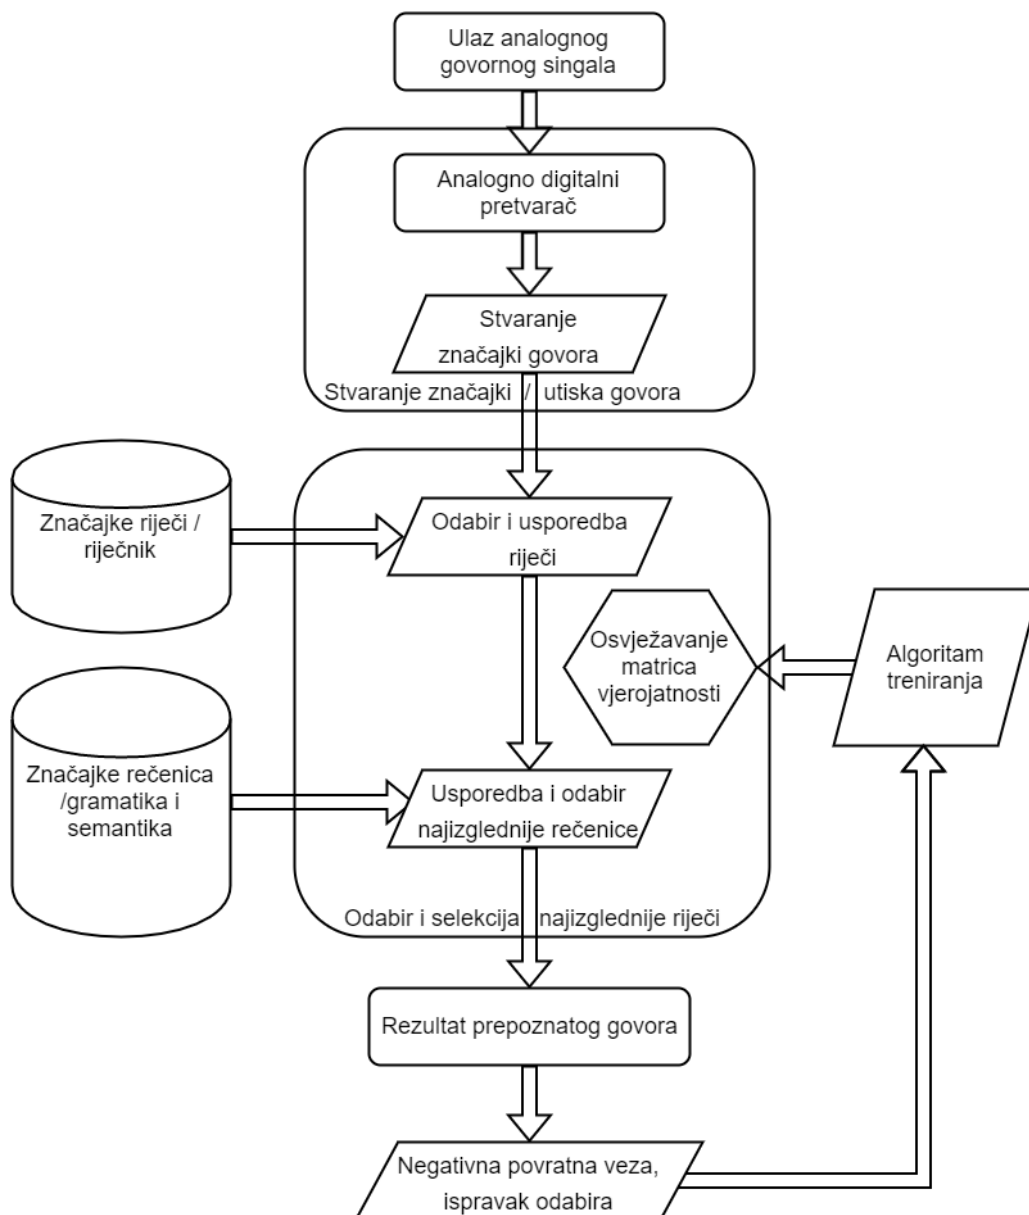 Ulaz analognog
govornog singala
Analogno digitalni
pretvarač
Stvaranje
značajki govora
Stvaranje značajki / utiska govora
Značajke riječi /
riječnik
Odabir i usporedba
riječi
Osvježavanje
matrica
vjerojatnosti
Algoritam
treniranja
Značajke rečenica
/gramatika i
semantika
Usporedba i odabir
najizglednije rečenice
Odabir i selekcija najizglednije riječi
Rezultat prepoznatog govora
Negativna povratna veza,
ispravak odabira